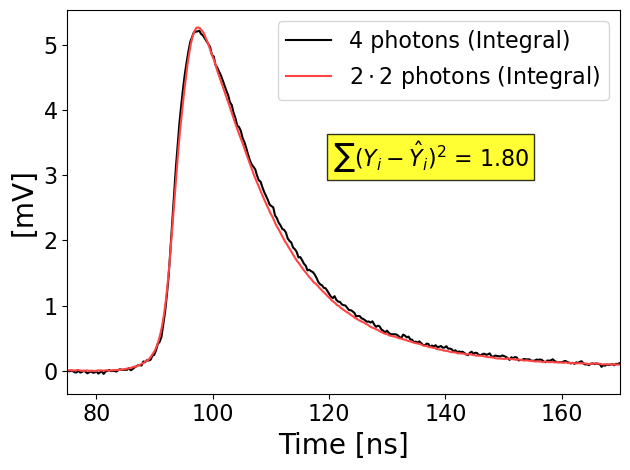 4 photons (Integral)
2 · 2 photons (Integral)
∑(Yᵢ − Ŷᵢ)² = 1.80
[mV]
5
4
3
2
1
0
80 100 120 140 160
Time [ns]